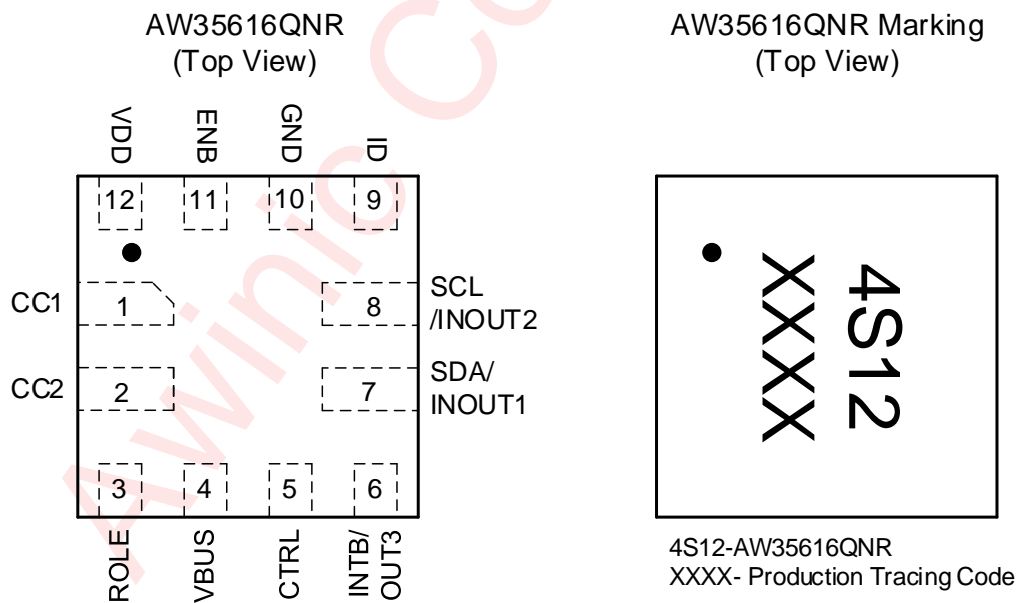 AW35616QNR
(Top View)
AW35616QNR Marking
(Top View)
VDD
ENB
GND
ID
12
11
10
9
CC1
1
8
SCL
/INOUT2
CC2
2
7
SDA/
INOUT1
3
4
5
6
ROLE
VBUS
CTRL
INTB/
OUT3
4S12
XXXX
4S12-AW35616QNR
XXXX- Production Tracing Code
Awinic Co